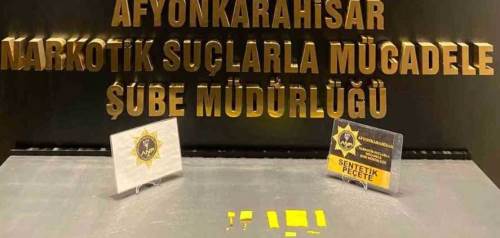 AFYONKARAHİSAR
NARKOTİK SUÇLARLA MÜCADELE
ŞUBE MÜDÜRLÜĞÜ
AFYONKARAHİSAR
SENTETİK
PEÇETE